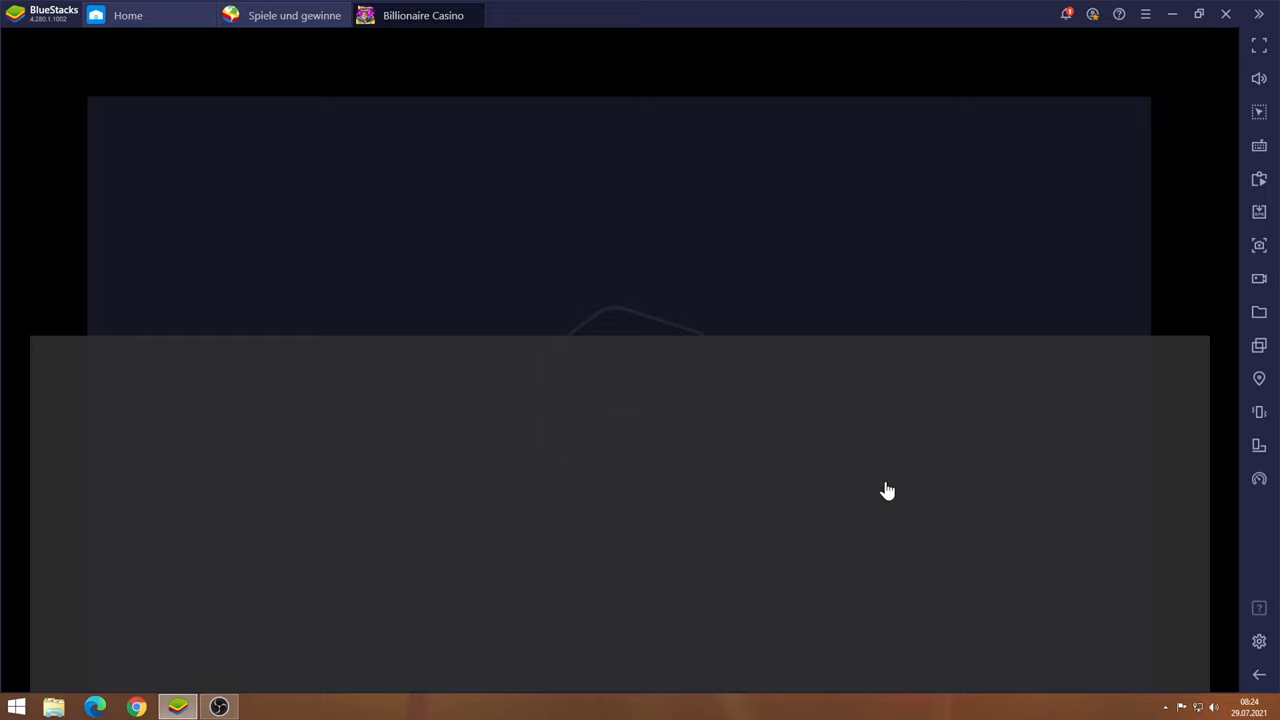 BlueStacks
4.280.1.1002
Home
Spiele und gewinne
Billionaire Casino
08:24
29.07.2021